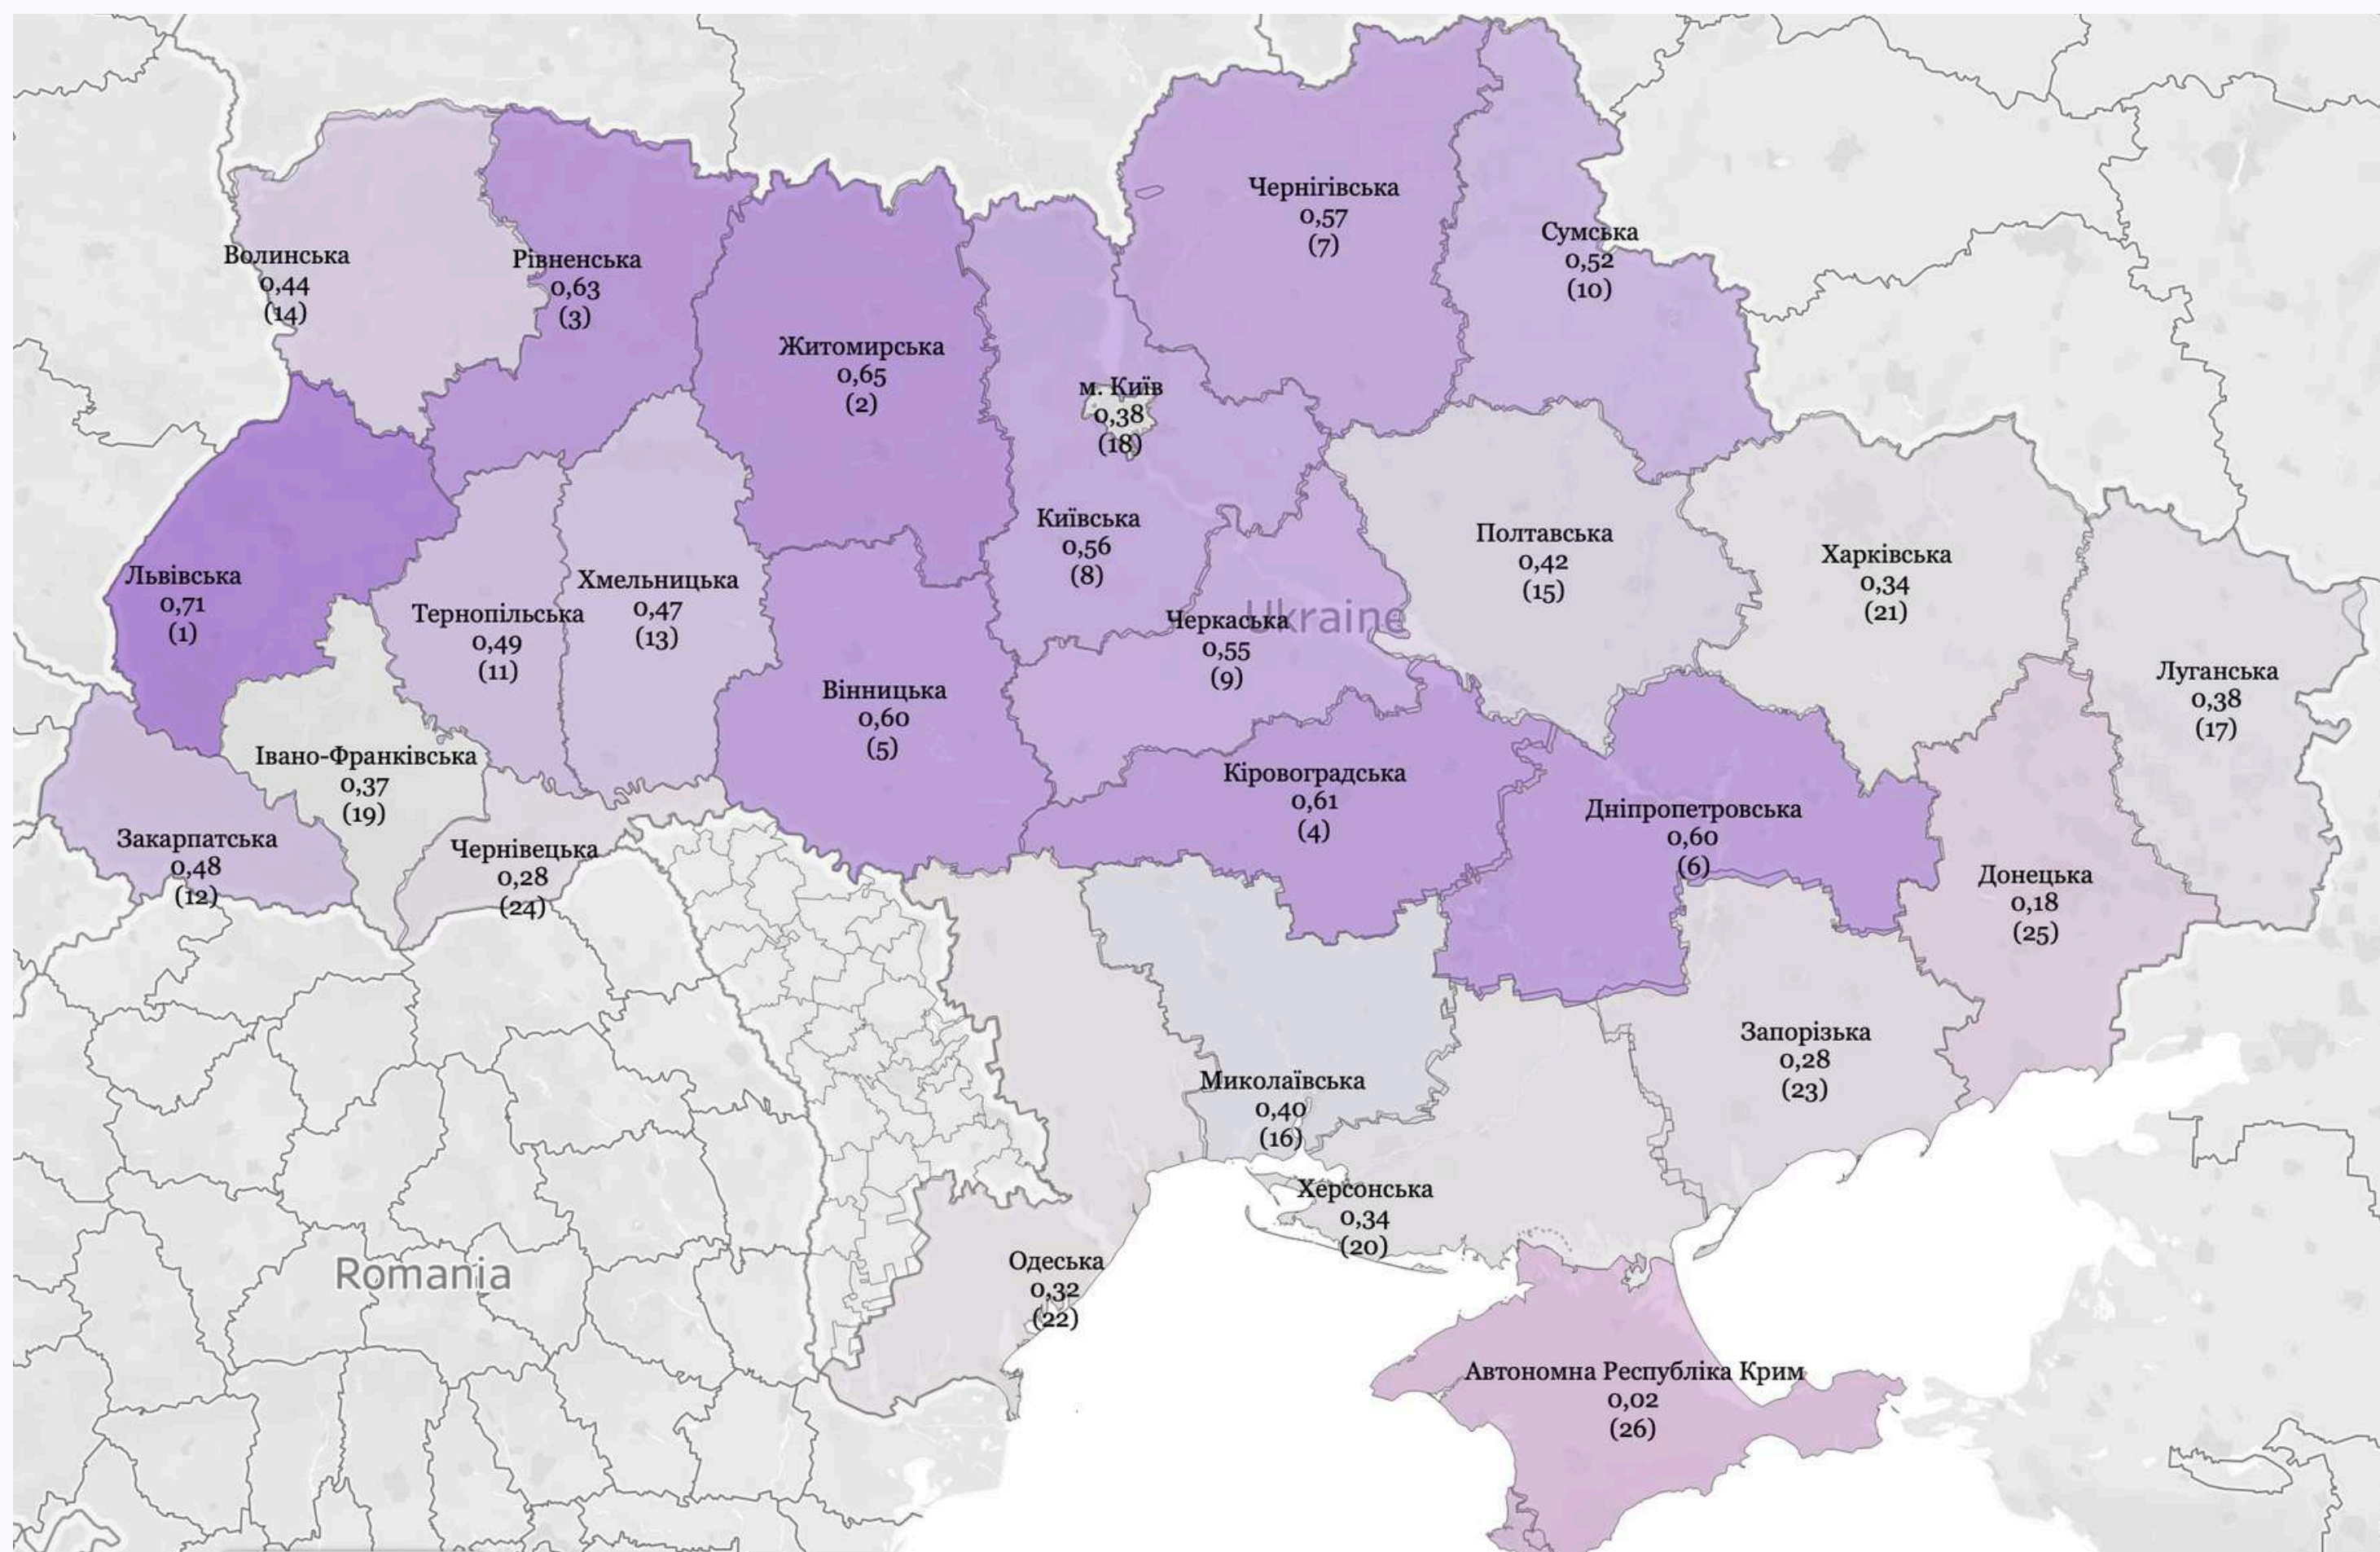 Чернігівська
0,57
(7)
Сумська
0,52
(10)
Волинська
0,44
(14)
Рівненська
0,63
(3)
Житомирська
0,65
(2)
м. Київ
0,38
(18)
Київська
0,56
(8)
Полтавська
0,42
(15)
Харківська
0,34
(21)
Львівська
0,71
(1)
Тернопільська
0,49
(11)
Хмельницька
0,47
(13)
Черкаська
0,55
(9)
Ukraine
Луганська
0,38
(17)
Вінницька
0,60
(5)
Івано-Франківська
0,37
(19)
Кіровоградська
0,61
(4)
Дніпропетровська
0,60
(6)
Закарпатська
0,48
(12)
Чернівецька
0,28
(24)
Донецька
0,18
(25)
Запорізька
0,28
(23)
Миколаївська
0,40
(16)
Херсонська
0,34
(20)
Одеська
0,32
(22)
Romania
Автономна Республіка Крим
0,02
(26)